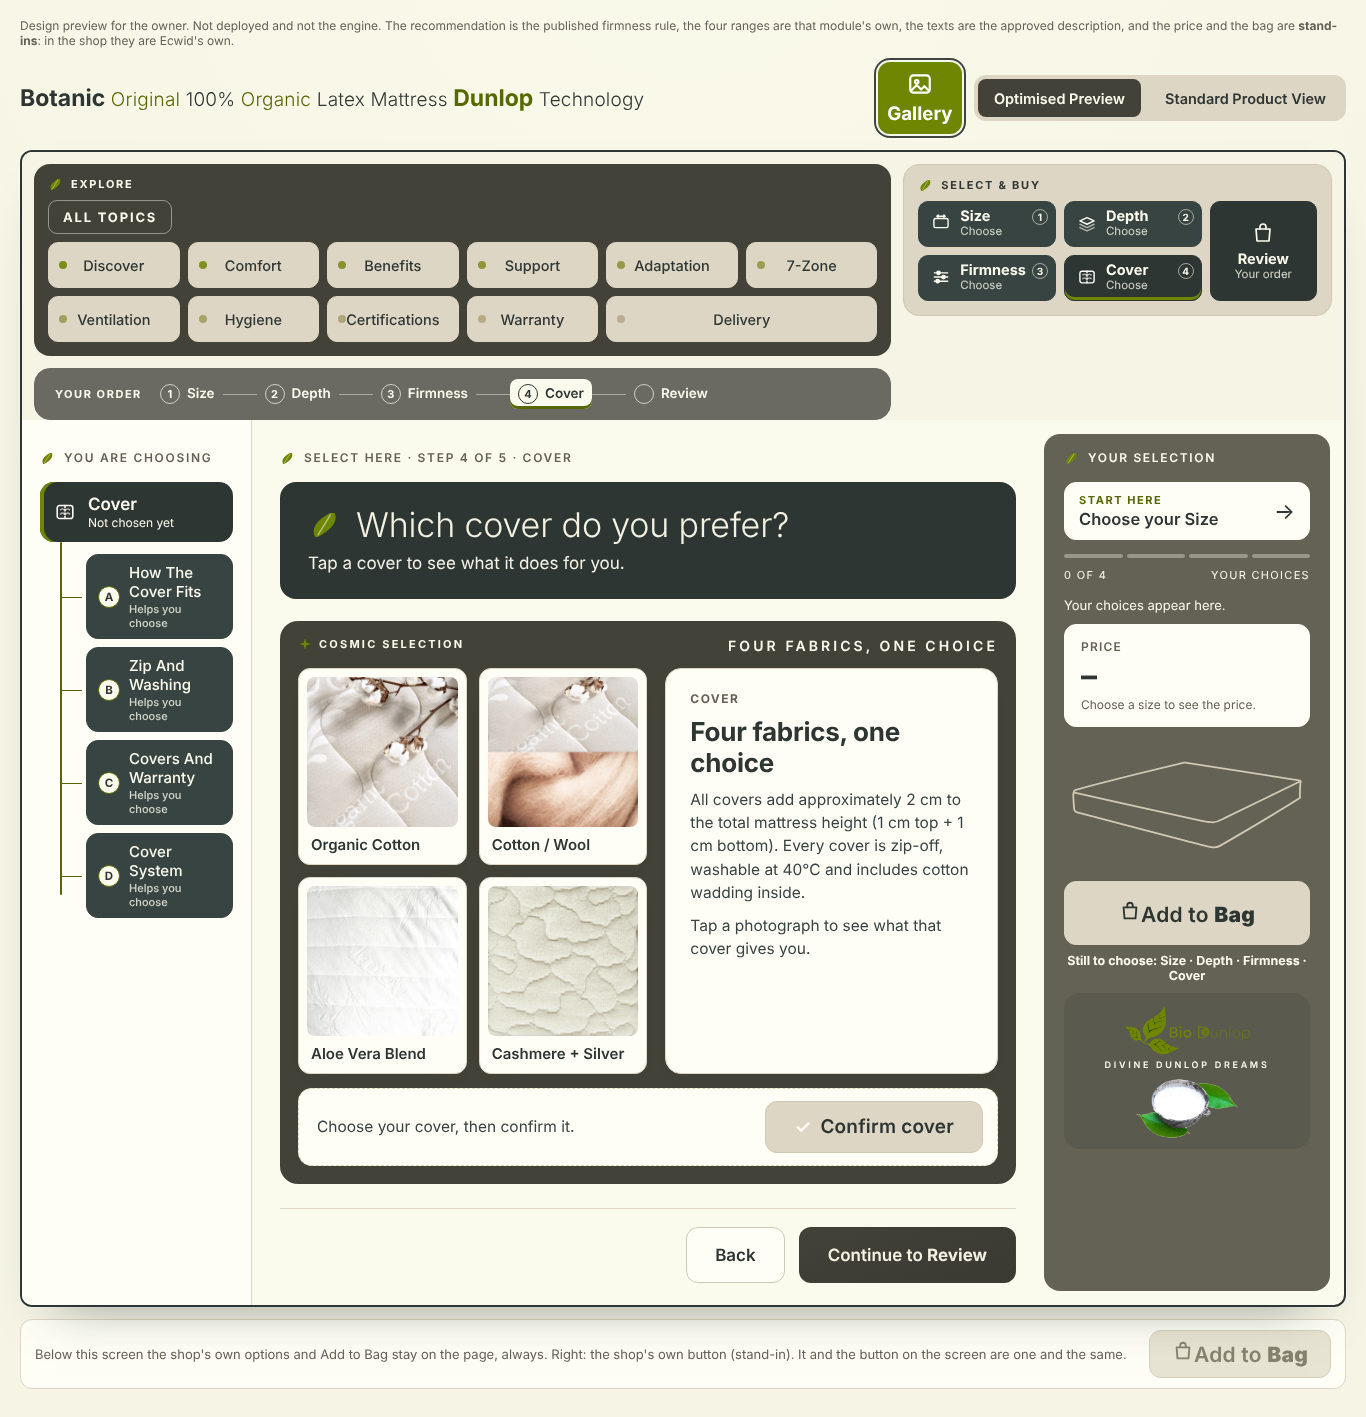 Design preview for the owner. Not deployed and not the engine. The recommendation is the published firmness rule, the four ranges are that module's own, the texts are the approved description, and the price and the bag are stand-
ins: in the shop they are Ecwid's own.
Botanic Original 100% Organic Latex Mattress Dunlop Technology
Gallery
Optimised Preview
Standard Product View
EXPLORE
ALL TOPICS
Discover
Comfort
Benefits
Support
Adaptation
7-Zone
Ventilation
Hygiene
Certifications
Warranty
Delivery
SELECT & BUY
Size
1
Choose
Depth
2
Choose
Firmness
3
Choose
Cover
4
Choose
Review
Your order
YOUR ORDER
1 Size
2 Depth
3 Firmness
4 Cover
Review
YOU ARE CHOOSING
Cover
Not chosen yet
A
How The
Cover Fits
Helps you
choose
B
Zip And
Washing
Helps you
choose
C
Covers And
Warranty
Helps you
choose
D
Cover
System
Helps you
choose
SELECT HERE · STEP 4 OF 5 · COVER
Which cover do you prefer?
Tap a cover to see what it does for you.
COSMIC SELECTION
FOUR FABRICS, ONE CHOICE
Organic Cotton
Cotton / Wool
Aloe Vera Blend
Cashmere + Silver
COVER
Four fabrics, one
choice
All covers add approximately 2 cm to
the total mattress height (1 cm top + 1
cm bottom). Every cover is zip-off,
washable at 40°C and includes cotton
wadding inside.
Tap a photograph to see what that
cover gives you.
Choose your cover, then confirm it.
Confirm cover
Back
Continue to Review
YOUR SELECTION
START HERE
Choose your Size
0 OF 4
YOUR CHOICES
Your choices appear here.
PRICE
–
Choose a size to see the price.
Add to Bag
Still to choose: Size · Depth · Firmness ·
Cover
Bio Dunlop
DIVINE DUNLOP DREAMS
Below this screen the shop's own options and Add to Bag stay on the page, always. Right: the shop's own button (stand-in). It and the button on the screen are one and the same.
Add to Bag